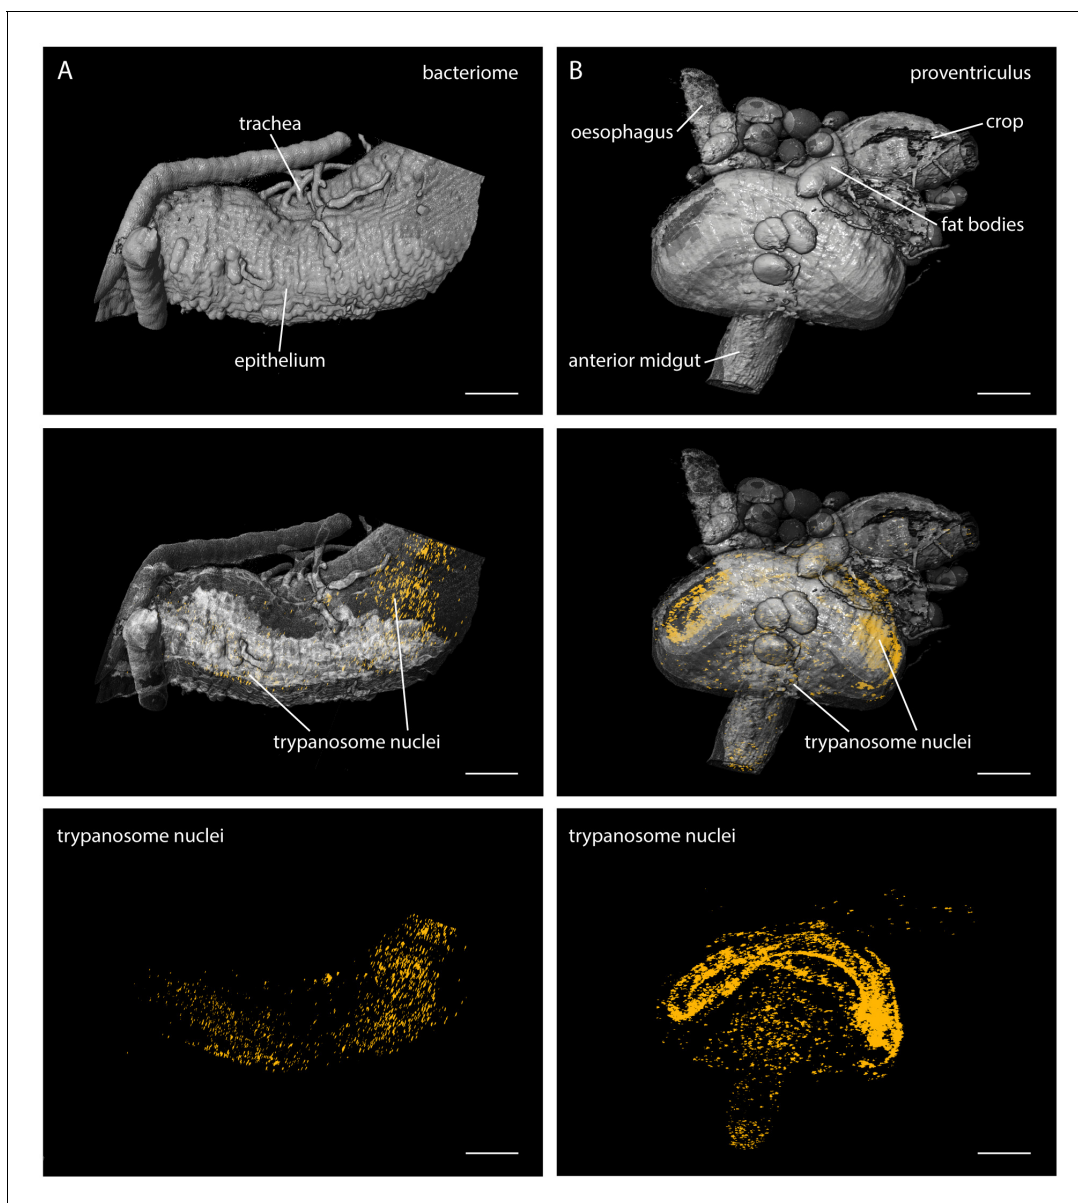 A
bacteriome
trachea
epithelium
B
proventriculus
oesophagus
crop
fat bodies
anterior midgut
trypanosome nuclei
trypanosome nuclei
trypanosome nuclei
trypanosome nuclei